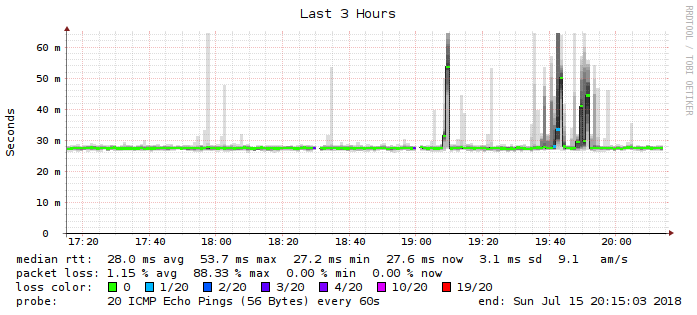 Last 3 Hours
RRDTOOL / TOBI OETIKER
Seconds
60 m
50 m
40 m
30 m
20 m
10 m
0
17:20 17:40 18:00 18:20 18:40 19:00 19:20 19:40 20:00
median rtt: 28.0 ms avg 53.7 ms max 27.2 ms min 27.6 ms now 3.1 ms sd 9.1 am/s
packet loss: 1.15 % avg 88.33 % max 0.00 % min 0.00 % now
loss color: 0 1/20 2/20 3/20 4/20 10/20 19/20
probe: 20 ICMP Echo Pings (56 Bytes) every 60s end: Sun Jul 15 20:15:03 2018